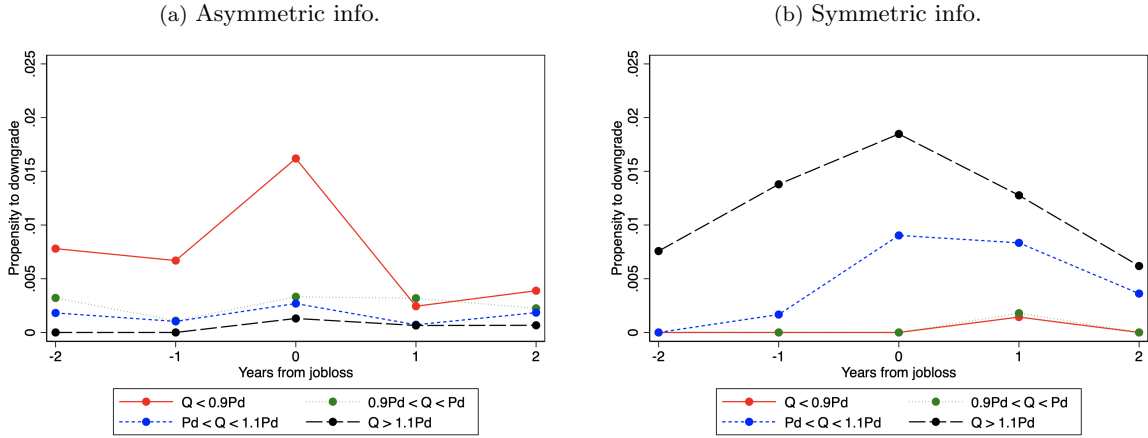 (a) Asymmetric info.
Propensity to downgrade
.025
.02
.015
.01
.005
0
-2 -1 0 1 2
Years from jobloss
Q < 0.9Pd 0.9Pd < Q < Pd
Pd < Q < 1.1Pd Q > 1.1Pd
(b) Symmetric info.
Propensity to downgrade
.025
.02
.015
.01
.005
0
-2 -1 0 1 2
Years from jobloss
Q < 0.9Pd 0.9Pd < Q < Pd
Pd < Q < 1.1Pd Q > 1.1Pd